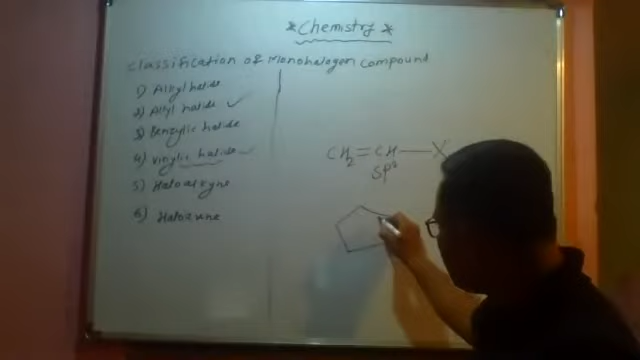 *Chemistry*
Classification of Monohalogen Compound
1) Alkyl halide
2) Allyl halide ✓
3) Benzylic halide
4) Vinylic halide
5) Haloalkyne
6) Haloarene
CH2=CH—X
SP2